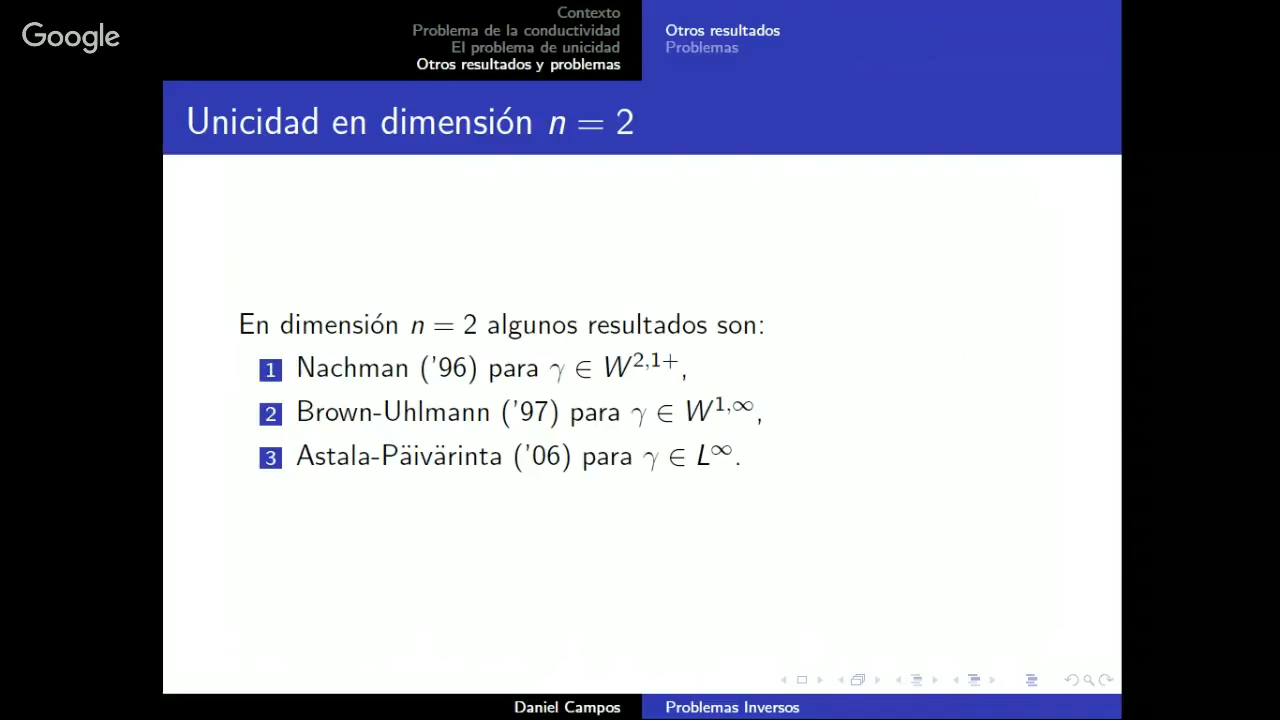 Google
Contexto
Problema de la conductividad
El problema de unicidad
Otros resultados y problemas
Otros resultados
Problemas
Unicidad en dimensión n = 2
En dimensión n = 2 algunos resultados son:
1 Nachman ('96) para γ ∈ W^{2,1+},
2 Brown-Uhlmann ('97) para γ ∈ W^{1,∞},
3 Astala-Päivärinta ('06) para γ ∈ L^∞.
Daniel Campos
Problemas Inversos